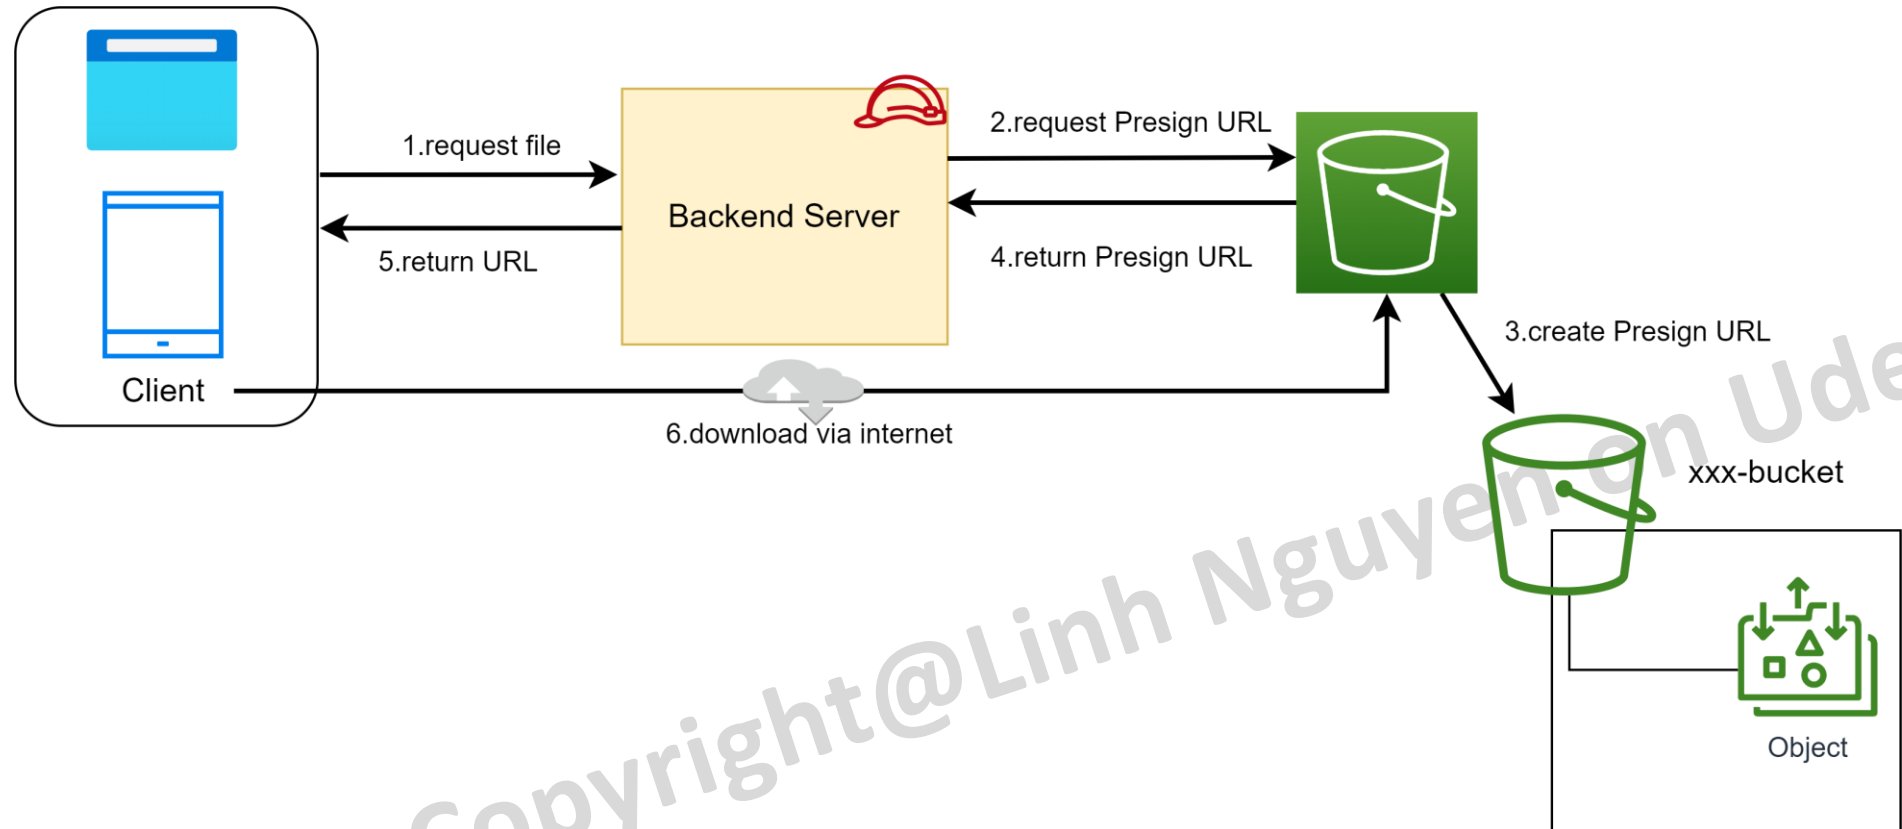 1.request file
2.request Presign URL
Backend Server
5.return URL
4.return Presign URL
3.create Presign URL
Client
6.download via internet
xxx-bucket
Object
Copyright@Linh Nguyen on Ude